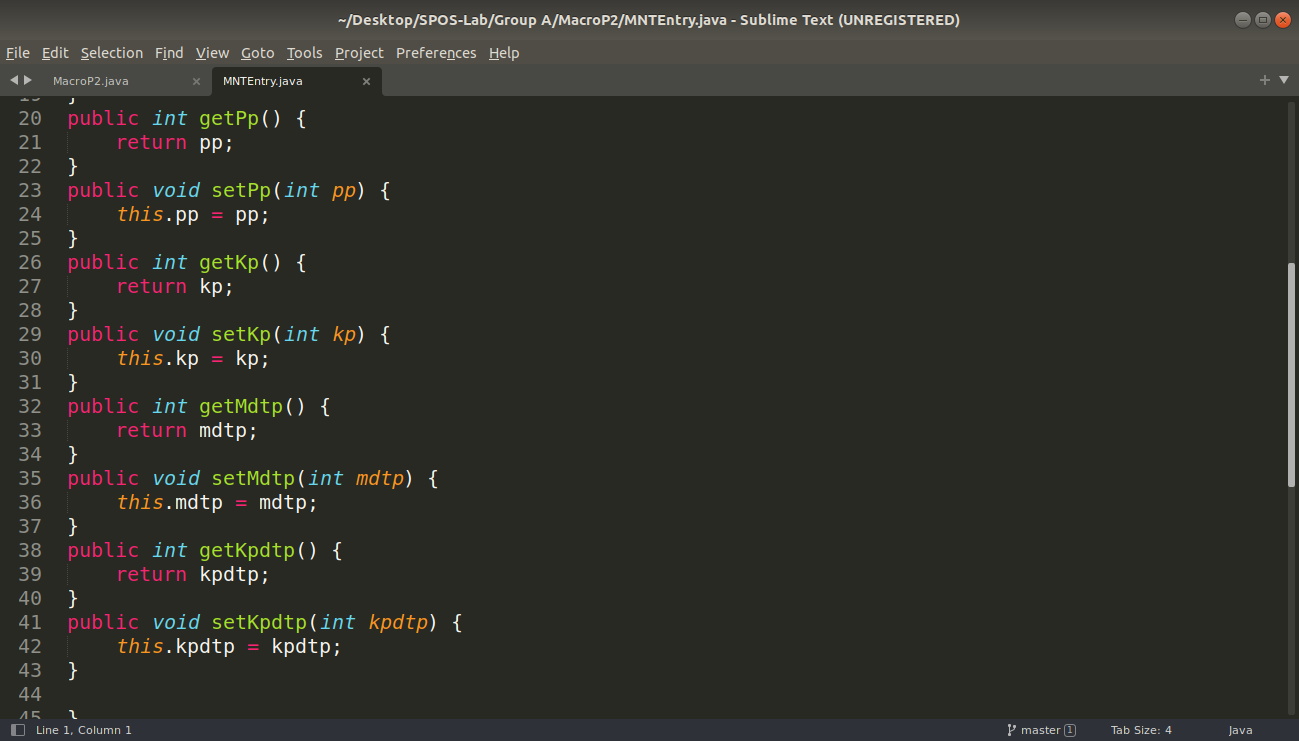 ~/Desktop/SPOS-Lab/Group A/MacroP2/MNTEntry.java - Sublime Text (UNREGISTERED)
File Edit Selection Find View Goto Tools Project Preferences Help
MacroP2.java × MNTEntry.java ×
19 }
20 public int getPp() {
21 return pp;
22 }
23 public void setPp(int pp) {
24 this.pp = pp;
25 }
26 public int getKp() {
27 return kp;
28 }
29 public void setKp(int kp) {
30 this.kp = kp;
31 }
32 public int getMdtp() {
33 return mdtp;
34 }
35 public void setMdtp(int mdtp) {
36 this.mdtp = mdtp;
37 }
38 public int getKpdtp() {
39 return kpdtp;
40 }
41 public void setKpdtp(int kpdtp) {
42 this.kpdtp = kpdtp;
43 }
44
45 }
Line 1, Column 1 master 1 Tab Size: 4 Java